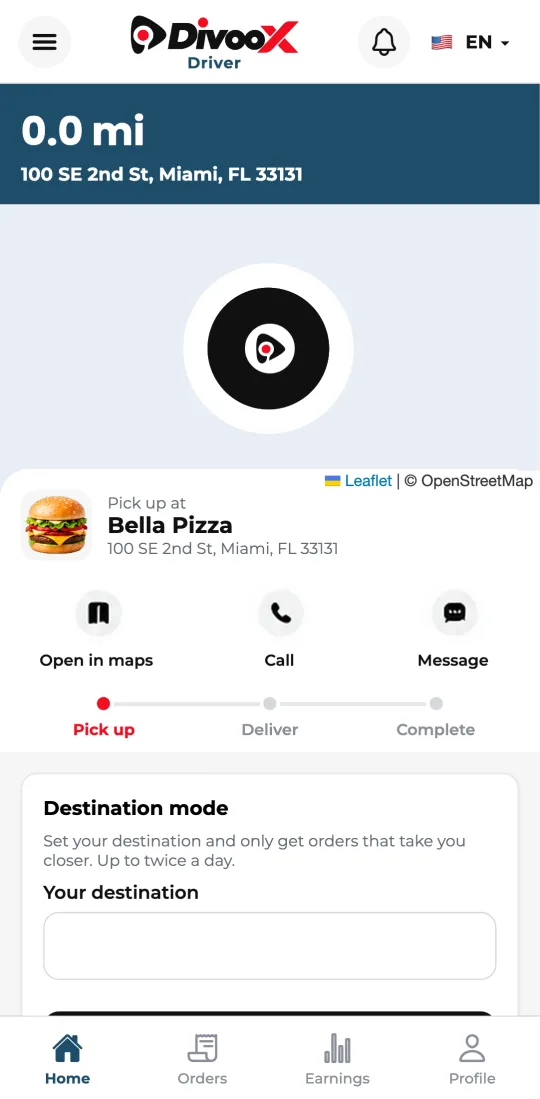 DivooX
Driver
EN
0.0 mi
100 SE 2nd St, Miami, FL 33131
Leaflet | © OpenStreetMap
Pick up at
Bella Pizza
100 SE 2nd St, Miami, FL 33131
Open in maps
Call
Message
Pick up
Deliver
Complete
Destination mode
Set your destination and only get orders that take you
closer. Up to twice a day.
Your destination
Home
Orders
Earnings
Profile